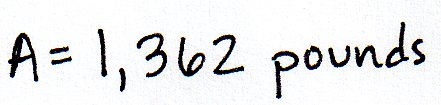 A = 1,362 pounds